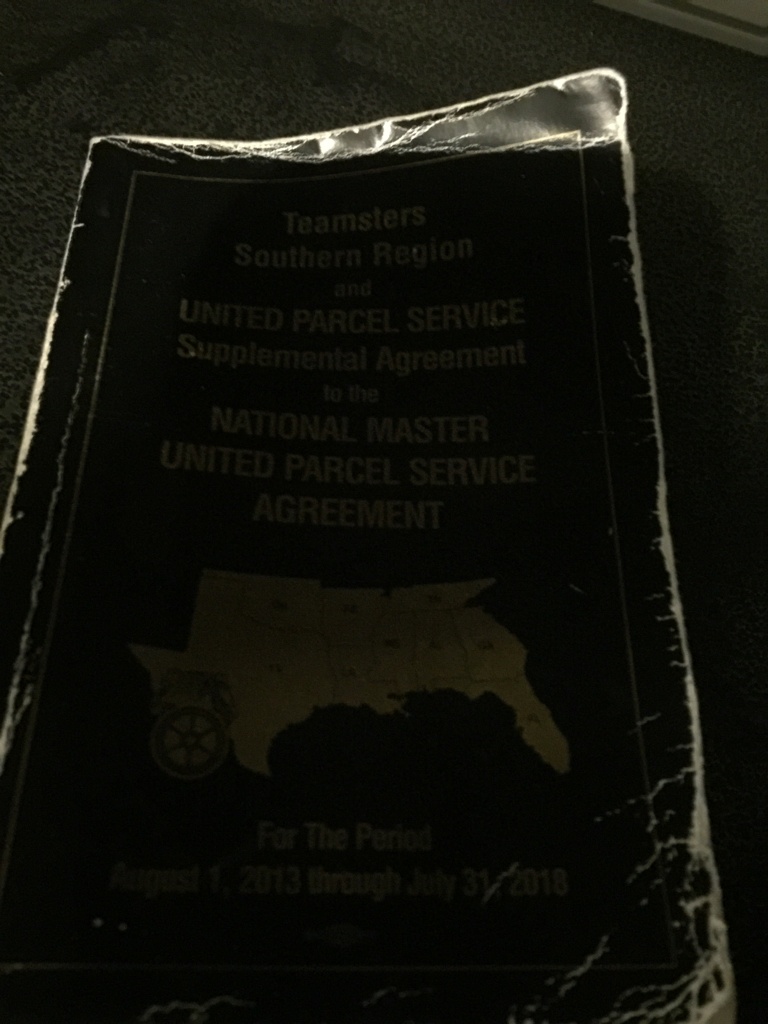 Teamsters
Southern Region
and
UNITED PARCEL SERVICE
Supplemental Agreement
to the
NATIONAL MASTER
UNITED PARCEL SERVICE
AGREEMENT
For The Period
August 1, 2013 through July 31, 2018